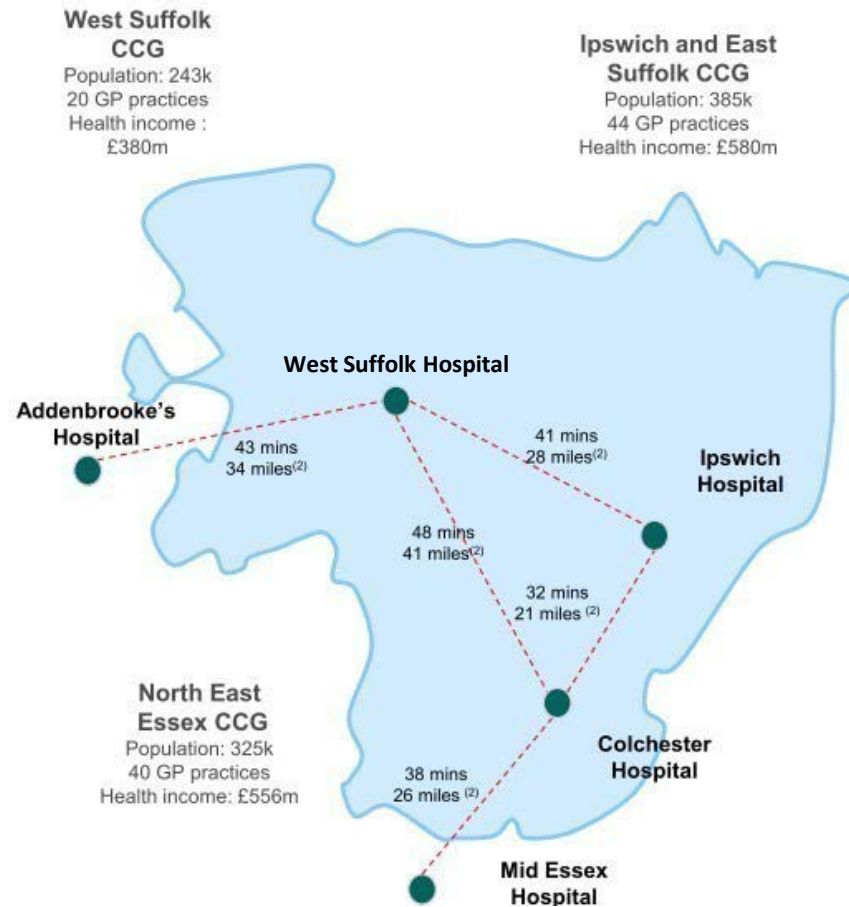 West Suffolk
CCG
Population: 243k
20 GP practices
Health income :
£380m
Ipswich and East
Suffolk CCG
Population: 385k
44 GP practices
Health income: £580m
West Suffolk Hospital
Addenbrooke's
Hospital
43 mins
34 miles(2)
41 mins
28 miles(2)
Ipswich
Hospital
48 mins
41 miles(2)
32 mins
21 miles (2)
North East
Essex CCG
Population: 325k
40 GP practices
Health income: £556m
Colchester
Hospital
38 mins
26 miles (2)
Mid Essex
Hospital